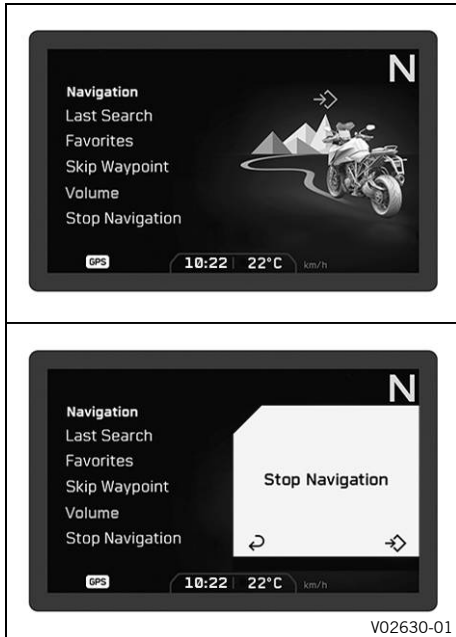 N
Navigation
Last Search
Favorites
Skip Waypoint
Volume
Stop Navigation
GPS 10:22 22°C km/h
N
Navigation
Last Search
Favorites
Skip Waypoint
Volume
Stop Navigation
Stop Navigation
GPS 10:22 22°C km/h
V02630-01